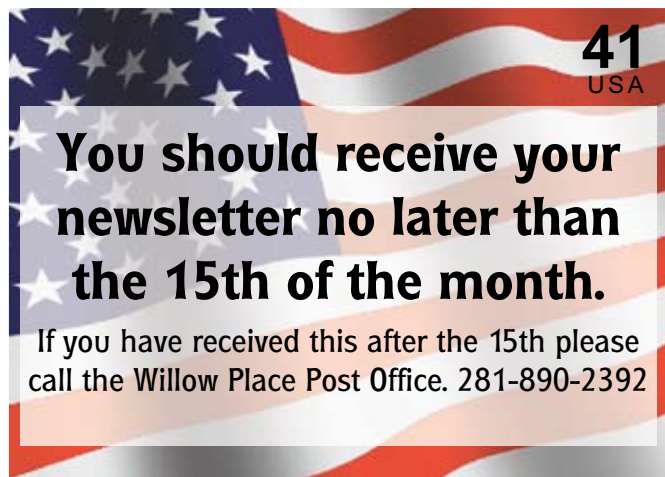 41
USA
You should receive your
newsletter no later than
the 15th of the month.
If you have received this after the 15th please
call the Willow Place Post Office. 281-890-2392